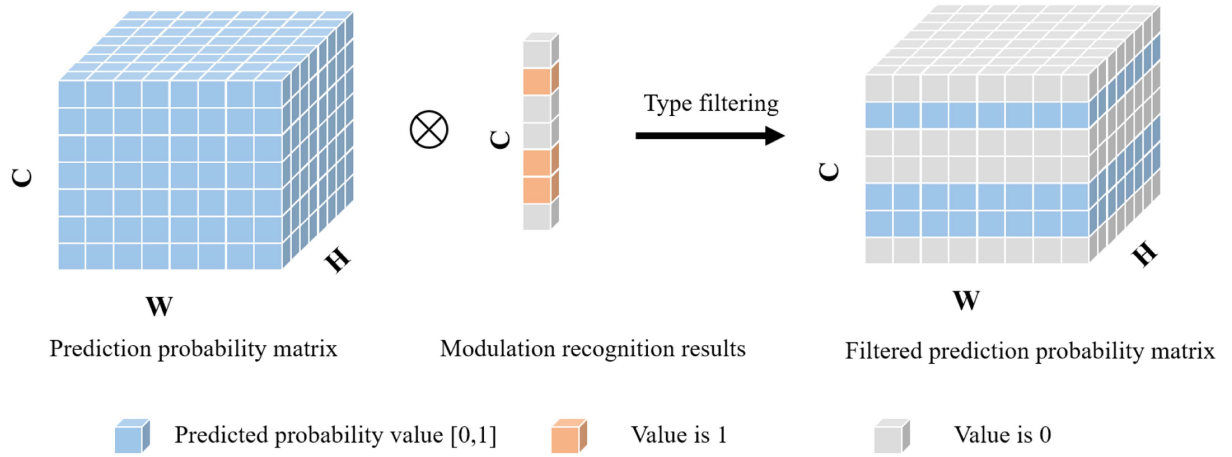 C
C
Type filtering
C
H
H
W
W
Prediction probability matrix
Modulation recognition results
Filtered prediction probability matrix
Predicted probability value [0,1]
Value is 1
Value is 0